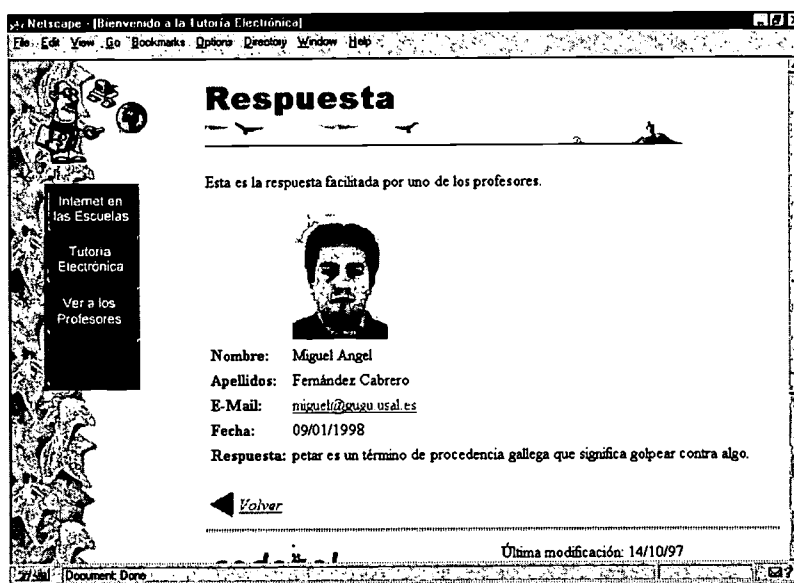 Netscape - [Bienvenido a la Tutoría Electrónica]
File Edit View Go Bookmarks Options Directory Window Help
Respuesta
Esta es la respuesta facilitada por uno de los profesores.
Internet en
las Escuelas
Tutoria
Electrónica
Ver a los
Profesores
Nombre: Miguel Angel
Apellidos: Fernández Cabrero
E-Mail: miguel@gugu.usal.es
Fecha: 09/01/1998
Respuesta: petar es un término de procedencia gallega que significa golpear contra algo.
Volver
Última modificación: 14/10/97
Document: Done